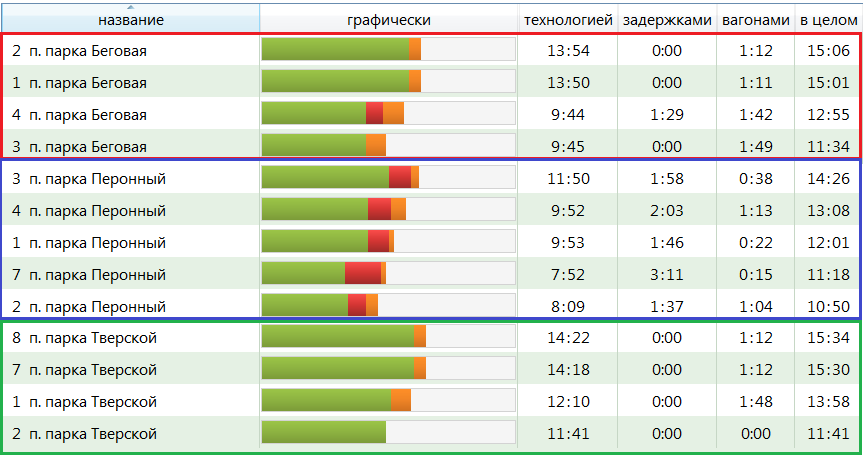 название графически технологией задержками вагонами в целом
2 п. парка Беговая 13:54 0:00 1:12 15:06
1 п. парка Беговая 13:50 0:00 1:11 15:01
4 п. парка Беговая 9:44 1:29 1:42 12:55
3 п. парка Беговая 9:45 0:00 1:49 11:34
3 п. парка Перонный 11:50 1:58 0:38 14:26
4 п. парка Перонный 9:52 2:03 1:13 13:08
1 п. парка Перонный 9:53 1:46 0:22 12:01
7 п. парка Перонный 7:52 3:11 0:15 11:18
2 п. парка Перонный 8:09 1:37 1:04 10:50
8 п. парка Тверской 14:22 0:00 1:12 15:34
7 п. парка Тверской 14:18 0:00 1:12 15:30
1 п. парка Тверской 12:10 0:00 1:48 13:58
2 п. парка Тверской 11:41 0:00 0:00 11:41